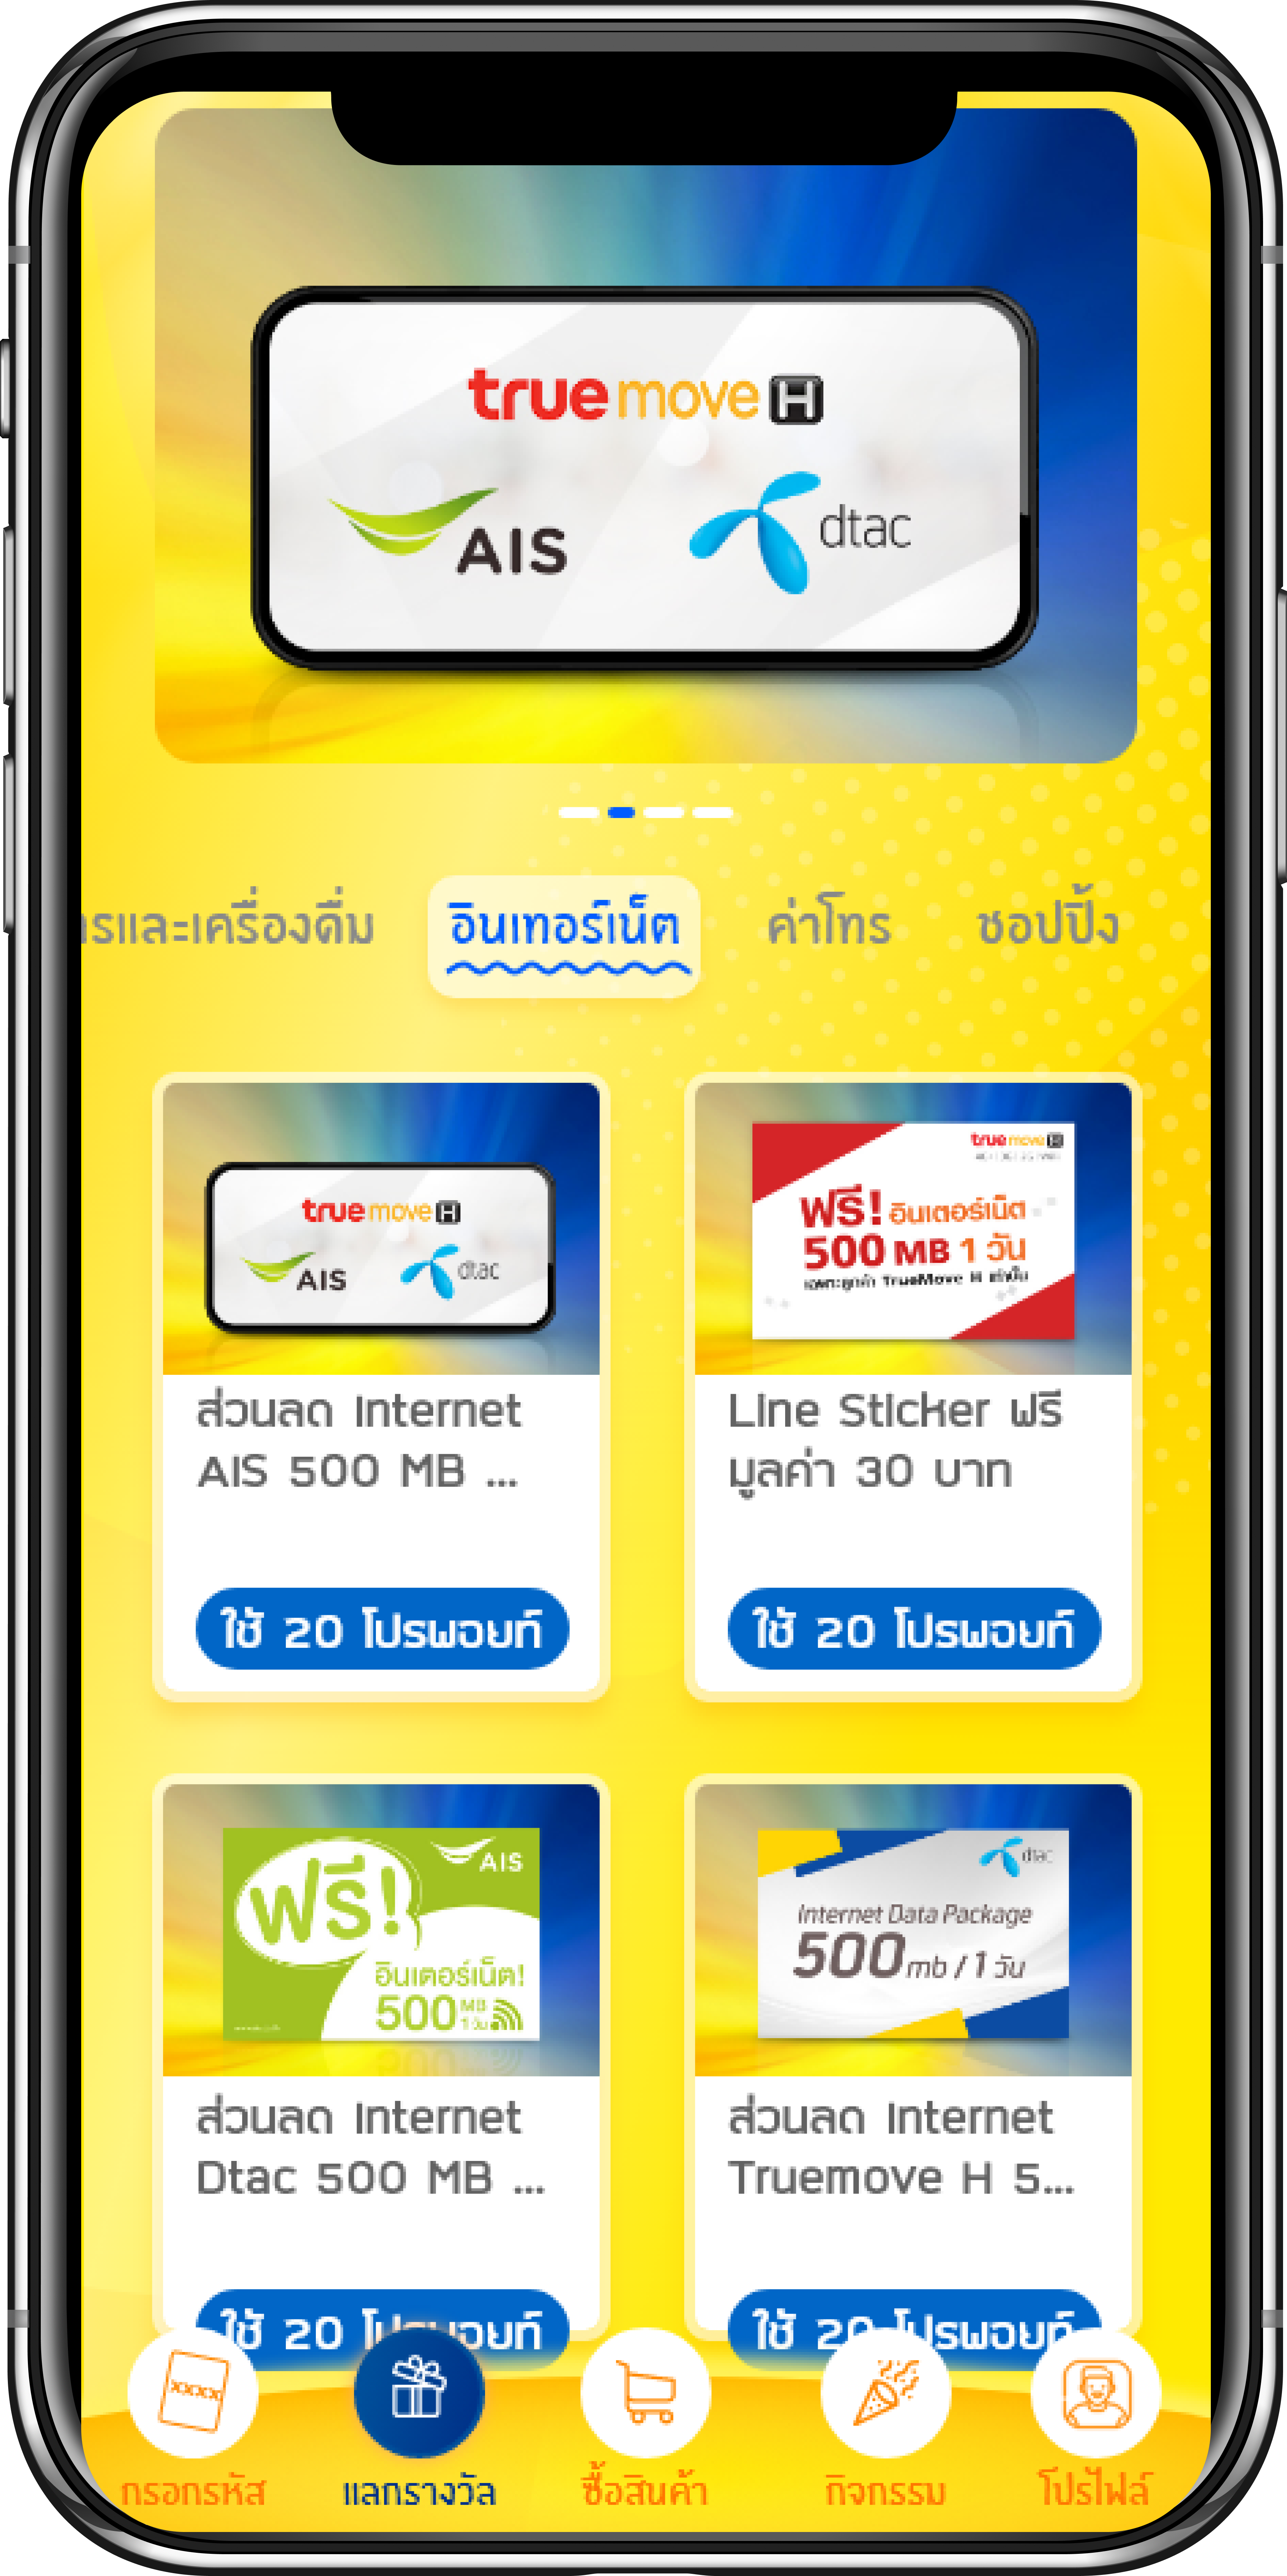 true move H
AIS
dtac
รและเครื่องดื่ม
อินเทอร์เน็ต
ค่าโทร
ชอปปิ้ง
true move H
AIS
dtac
ส่วนลด Internet
AIS 500 MB ...
ใช้ 20 โปรพอยท์
true move H
ฟรี! อินเตอร์เน็ต
500 MB 1 วัน
เฉพาะลูกค้า TrueMove H เท่านั้น
Line Sticker ฟรี
มูลค่า 30 บาท
ใช้ 20 โปรพอยท์
AIS
ฟรี!
อินเตอร์เน็ต!
500 MB
1 วัน
ส่วนลด Internet
Dtac 500 MB ...
ใช้ 20 โปรพอยท์
dtac
Internet Data Package
500 mb / 1 วัน
ส่วนลด Internet
Truemove H 5...
ใช้ 20 โปรพอยท์
xxxx
กรอกรหัส
แลกรางวัล
ซื้อสินค้า
กิจกรรม
โปรไฟล์